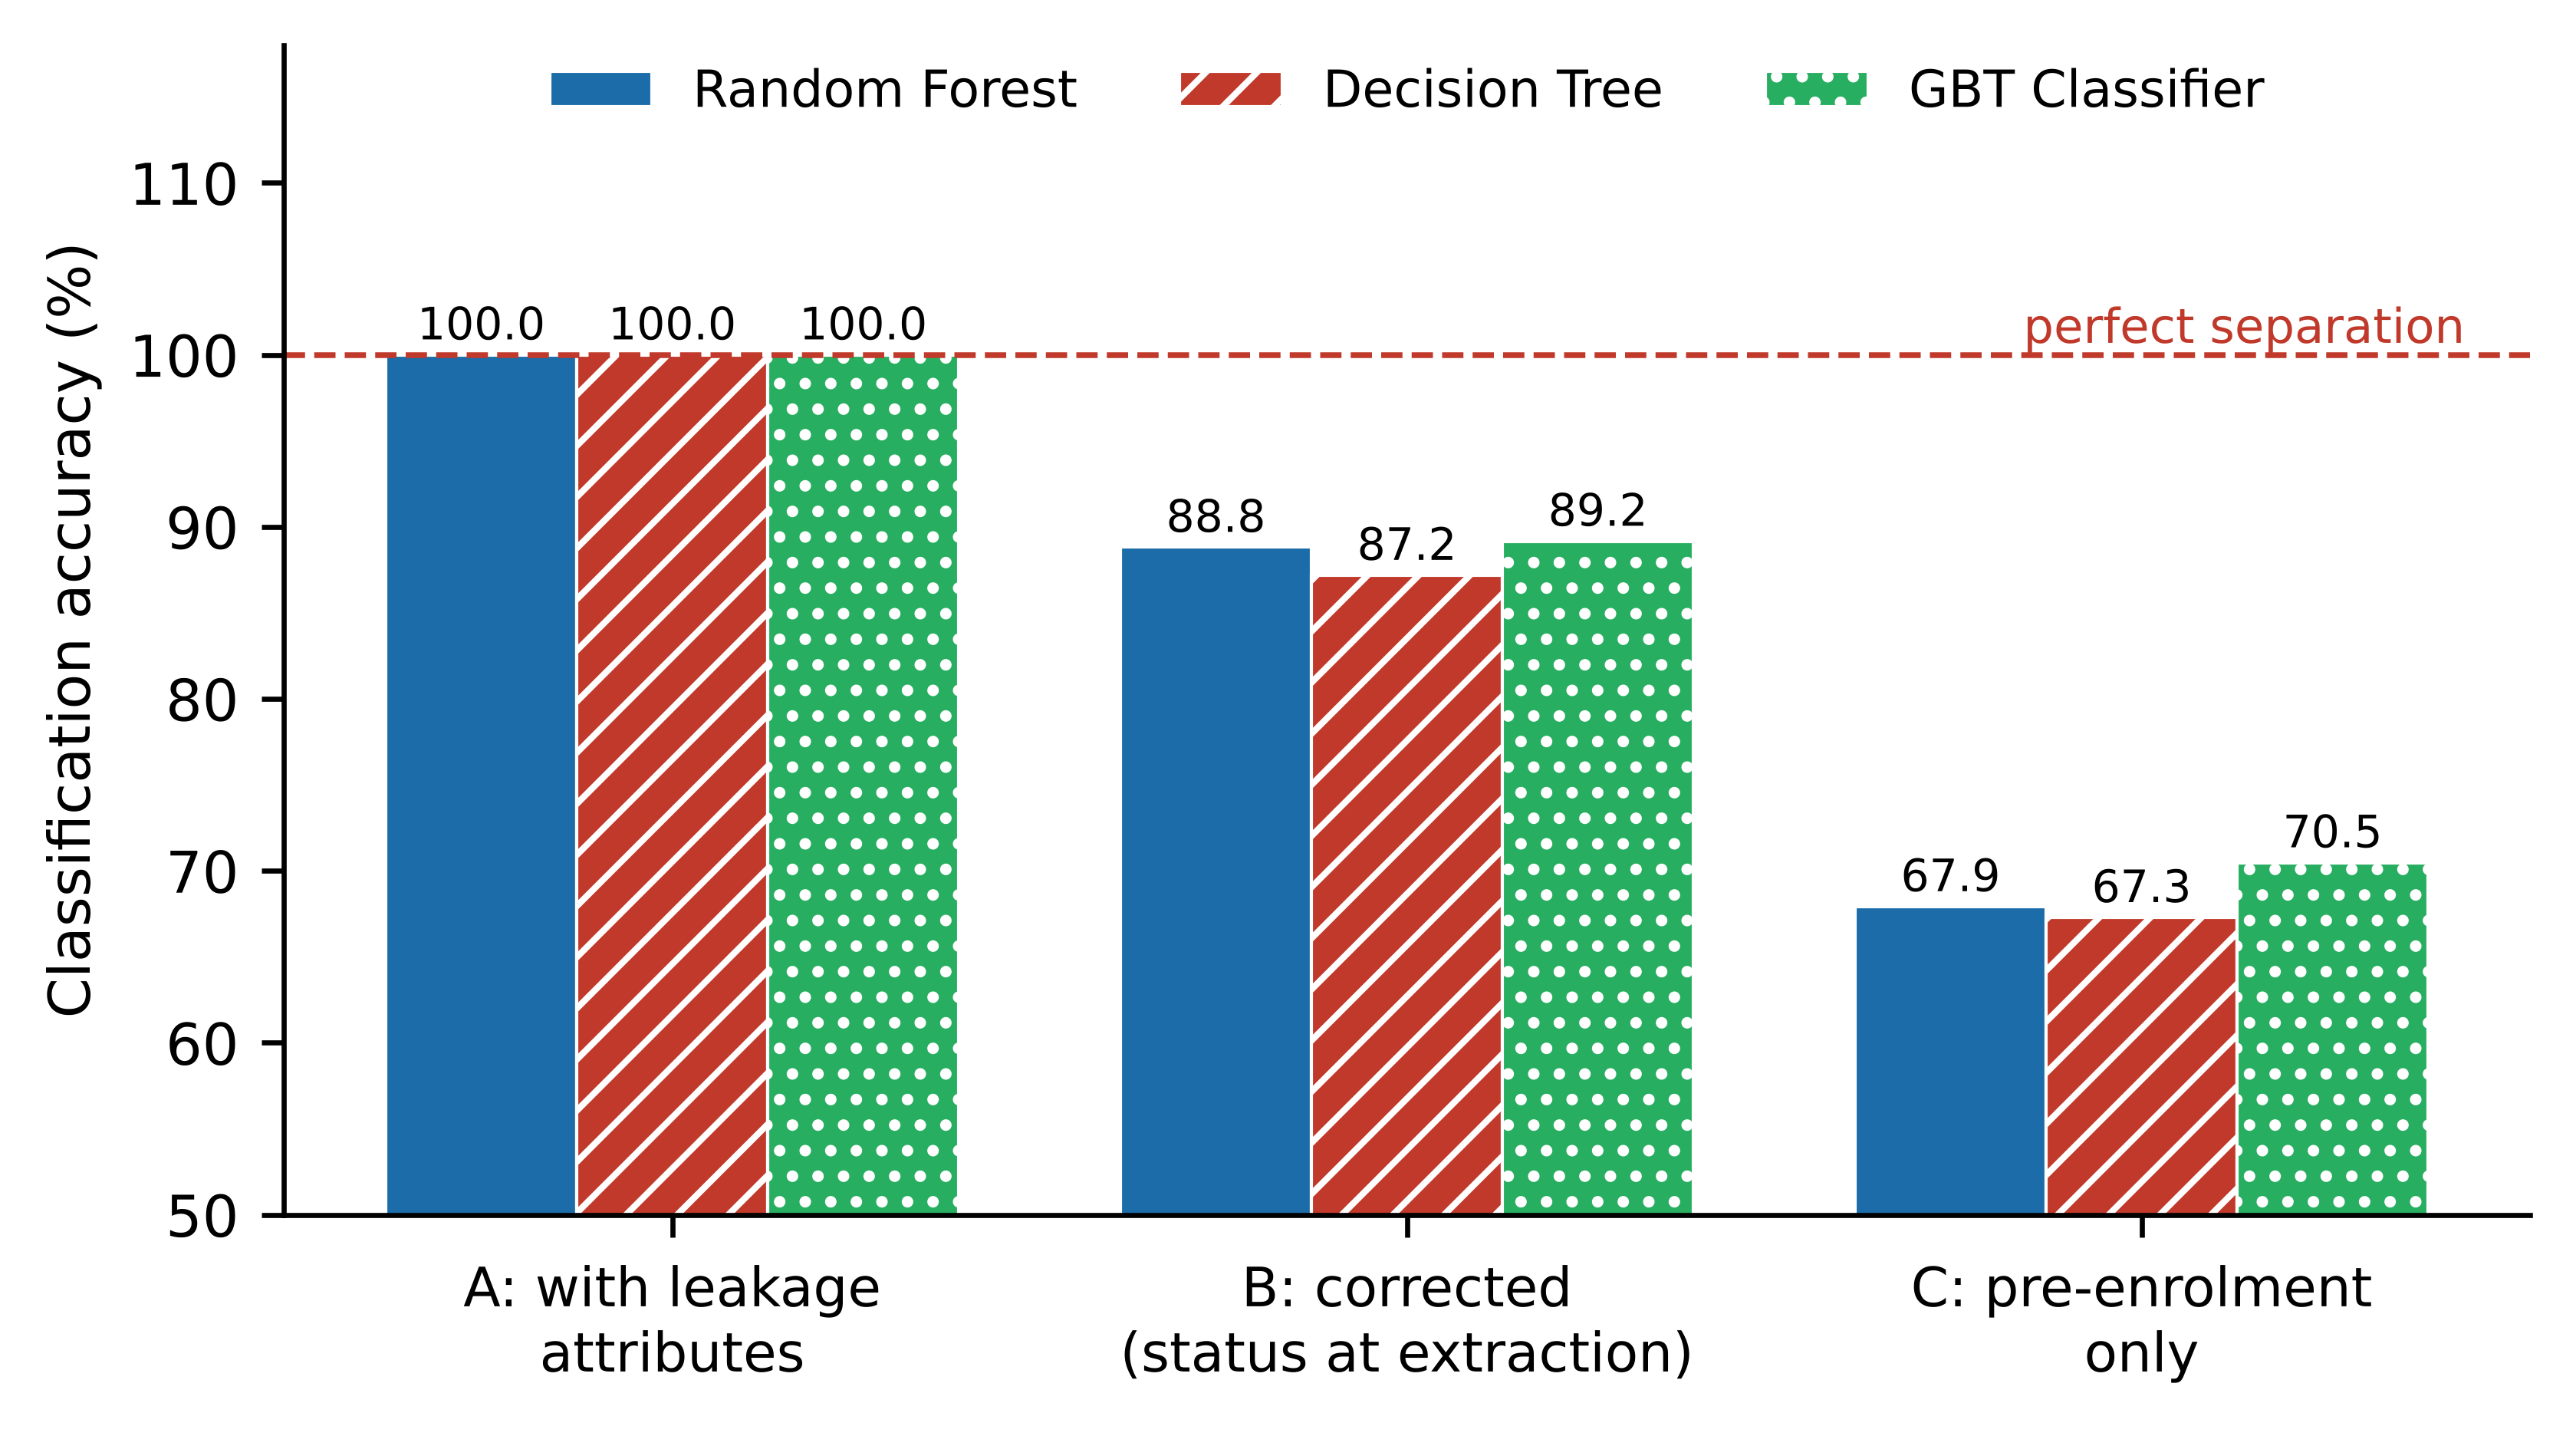 Random Forest
Decision Tree
GBT Classifier
Classification accuracy (%)
110
100
90
80
70
60
50
100.0
100.0
100.0
perfect separation
88.8
87.2
89.2
67.9
67.3
70.5
A: with leakage
attributes
B: corrected
(status at extraction)
C: pre-enrolment
only